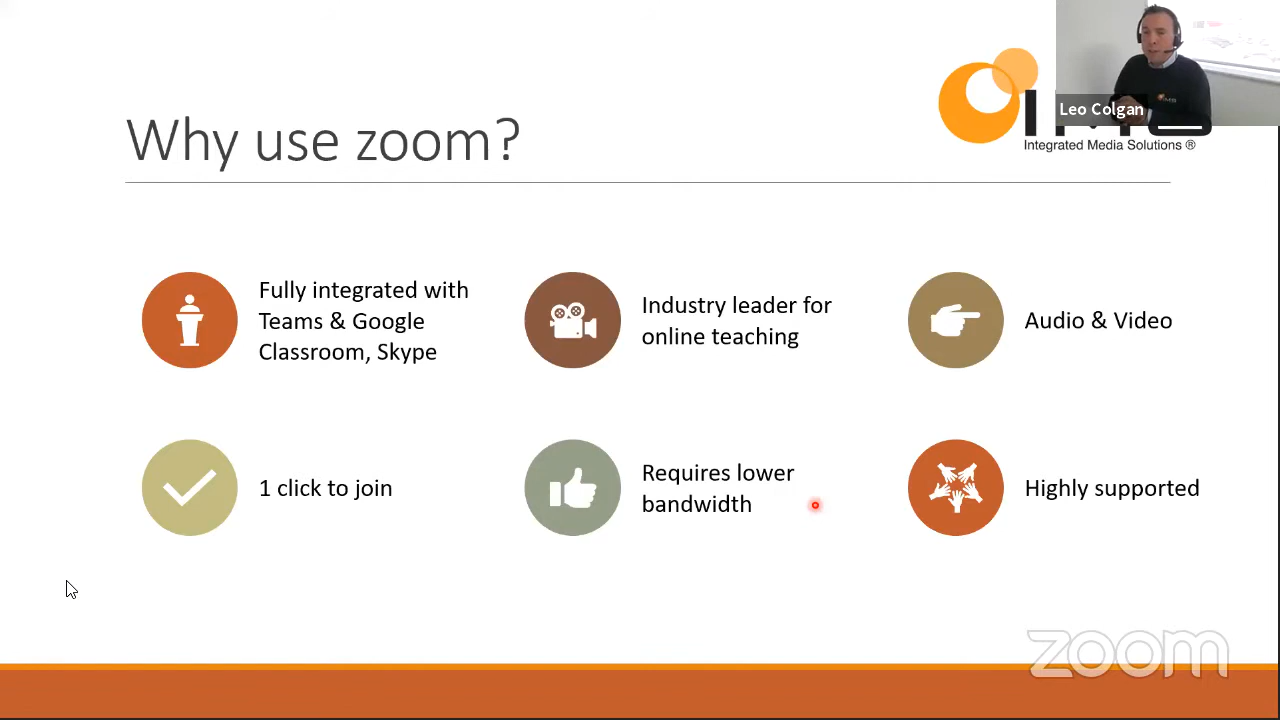 Leo Colgan
Integrated Media Solutions ®
Why use zoom?
Fully integrated with
Teams & Google
Classroom, Skype
Industry leader for
online teaching
Audio & Video
1 click to join
Requires lower
bandwidth
Highly supported
zoom